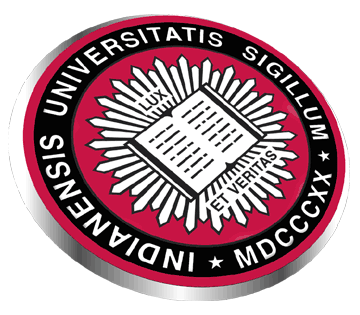 INDIANENSIS UNIVERSITATIS SIGILLUM
★ MDCCCXX ★
LUX
ET VERITAS